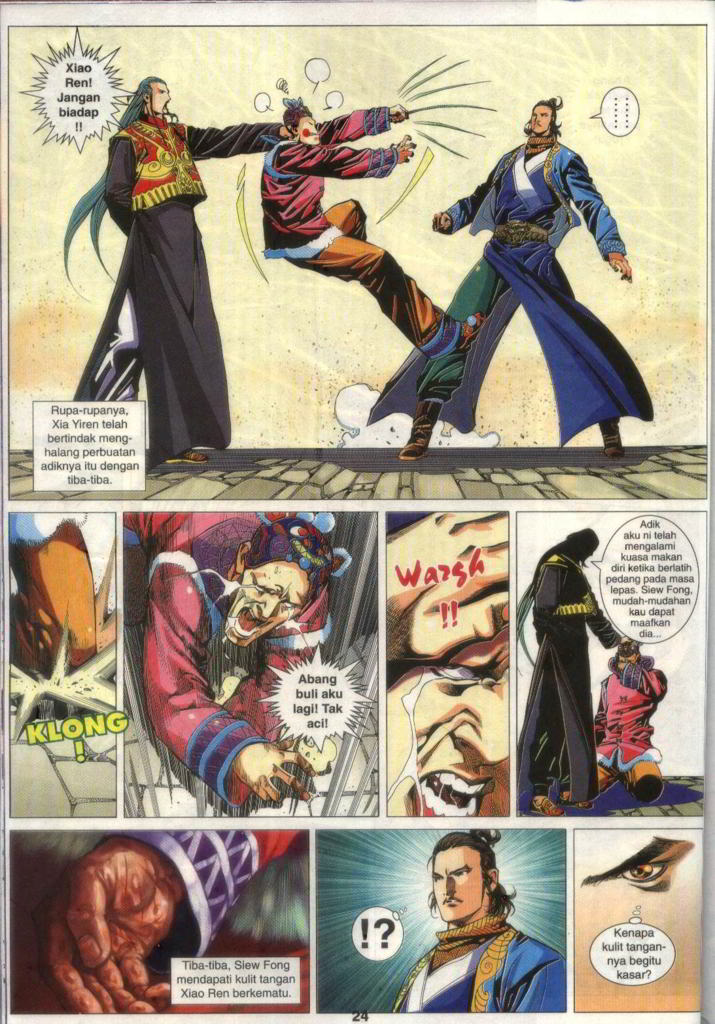 Xiao
Ren!
Jangan
biadap
!!
......
Rupa-rupanya,
Xia Yiren telah
bertindak meng-
halang perbuatan
adiknya itu dengan
tiba-tiba.
KLONG
!
Abang
buli aku
lagi! Tak
aci!
Wargh
!!
Adik
aku ni telah
mengalami
kuasa makan
diri ketika berlatih
pedang pada masa
lepas. Siew Fong,
mudah-mudahan
kau dapat
maafkan
dia...
Tiba-tiba, Siew Fong
mendapati kulit tangan
Xiao Ren berkematu.
!?
Kenapa
kulit tangan-
nya begitu
kasar?
24